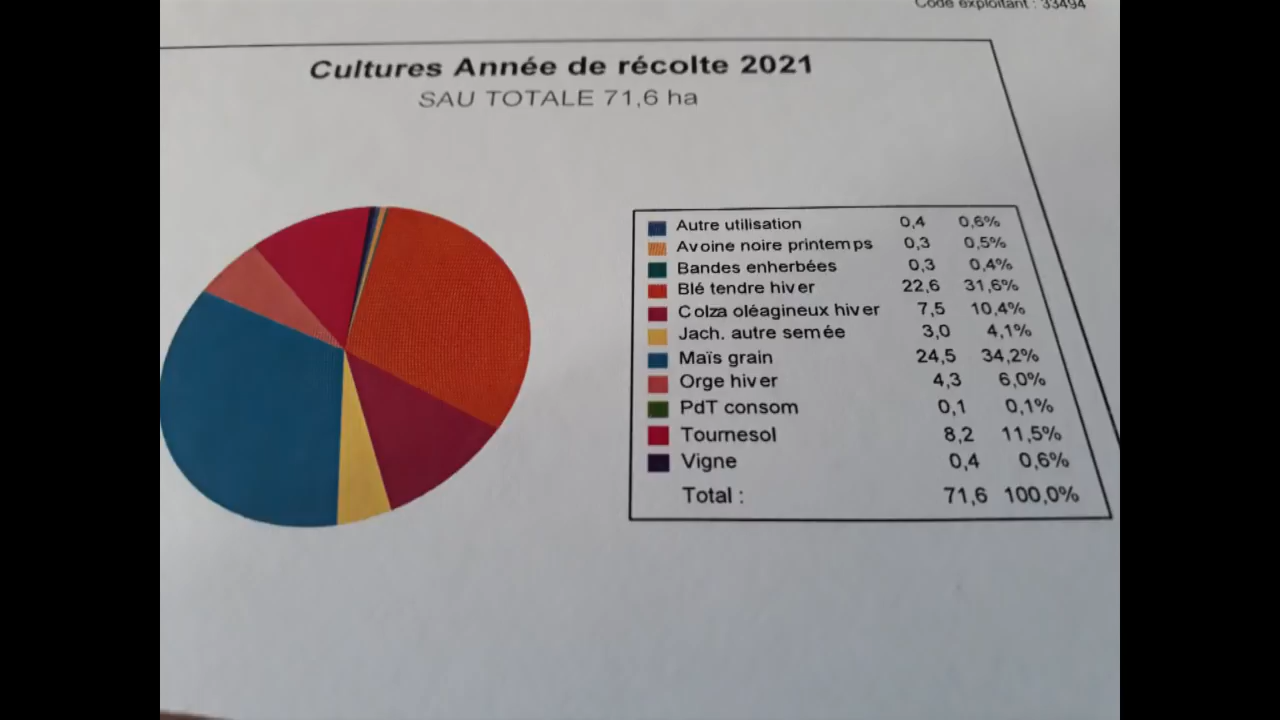 Code exploitant : 33494
Cultures Année de récolte 2021
SAU TOTALE 71,6 ha
Autre utilisation 0,4 0,6%
Avoine noire printemps 0,3 0,5%
Bandes enherbées 0,3 0,4%
Blé tendre hiver 22,6 31,6%
Colza oléagineux hiver 7,5 10,4%
Jach. autre semée 3,0 4,1%
Maïs grain 24,5 34,2%
Orge hiver 4,3 6,0%
PdT consom 0,1 0,1%
Tournesol 8,2 11,5%
Vigne 0,4 0,6%
Total : 71,6 100,0%